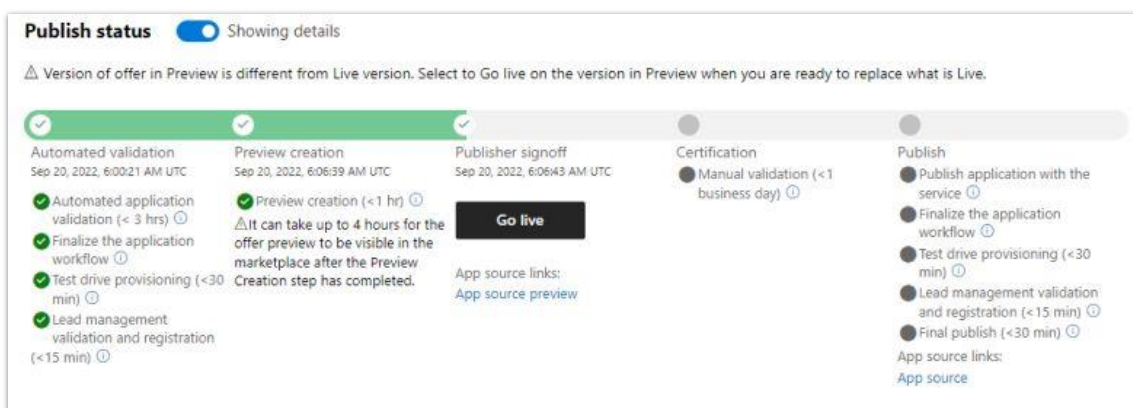 Publish status Showing details
⚠ Version of offer in Preview is different from Live version. Select to Go live on the version in Preview when you are ready to replace what is Live.
Automated validation
Sep 20, 2022, 6:00:21 AM UTC
Automated application
validation (< 3 hrs)
Finalize the application
workflow
Test drive provisioning (<30
min)
Lead management
validation and registration
(<15 min)
Preview creation
Sep 20, 2022, 6:06:39 AM UTC
Preview creation (<1 hr)
⚠It can take up to 4 hours for the
offer preview to be visible in the
marketplace after the Preview
Creation step has completed.
Publisher signoff
Sep 20, 2022, 6:06:43 AM UTC
Go live
App source links:
App source preview
Certification
Manual validation (<1
business day)
Publish
Publish application with the
service
Finalize the application
workflow
Test drive provisioning (<30
min)
Lead management validation
and registration (<15 min)
Final publish (<30 min)
App source links:
App source